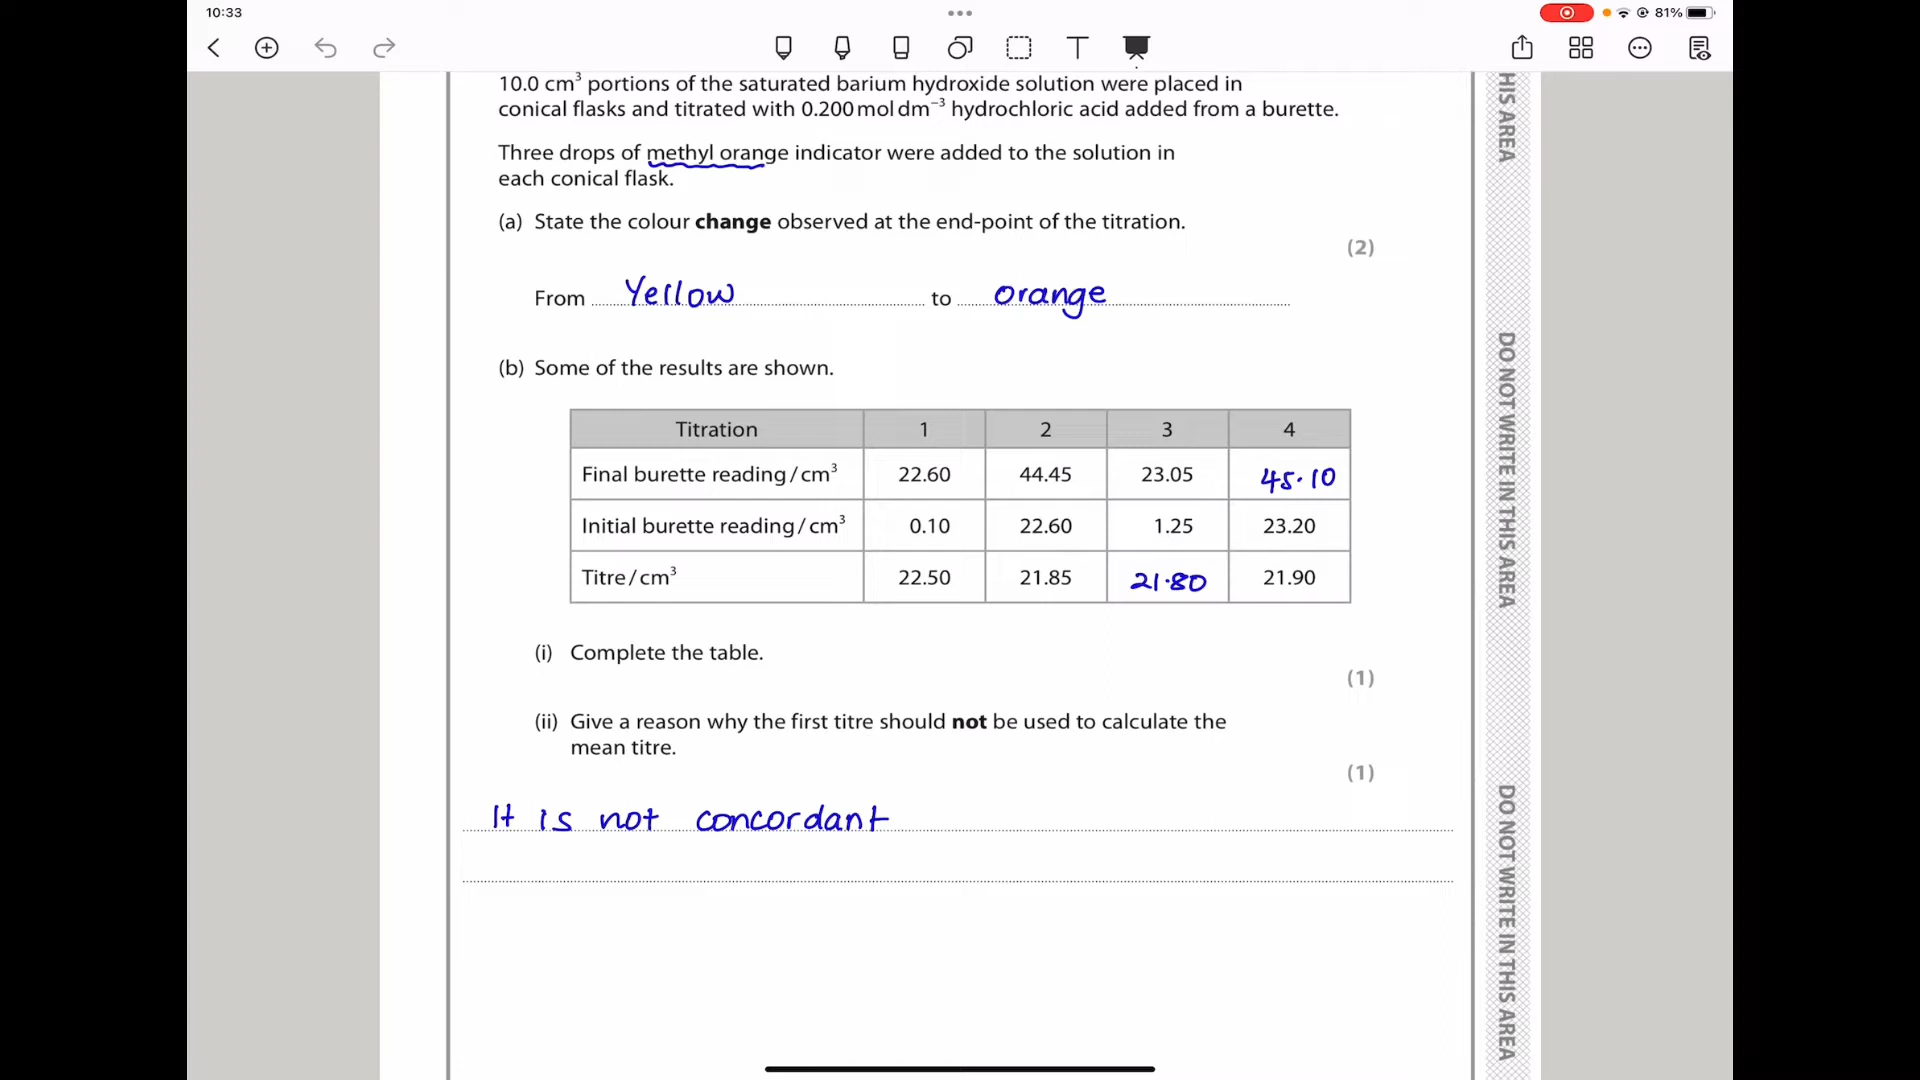 10:33
81%
10.0 cm³ portions of the saturated barium hydroxide solution were placed in
conical flasks and titrated with 0.200 mol dm⁻³ hydrochloric acid added from a burette.
Three drops of methyl orange indicator were added to the solution in
each conical flask.
(a) State the colour change observed at the end-point of the titration.
(2)
From Yellow to orange
(b) Some of the results are shown.
Titration 1 2 3 4
Final burette reading / cm³ 22.60 44.45 23.05 45.10
Initial burette reading / cm³ 0.10 22.60 1.25 23.20
Titre / cm³ 22.50 21.85 21.80 21.90
(i) Complete the table.
(1)
(ii) Give a reason why the first titre should not be used to calculate the
mean titre.
(1)
It is not concordant
HIS AREA
DO NOT WRITE IN THIS AREA
DO NOT WRITE IN THIS AREA